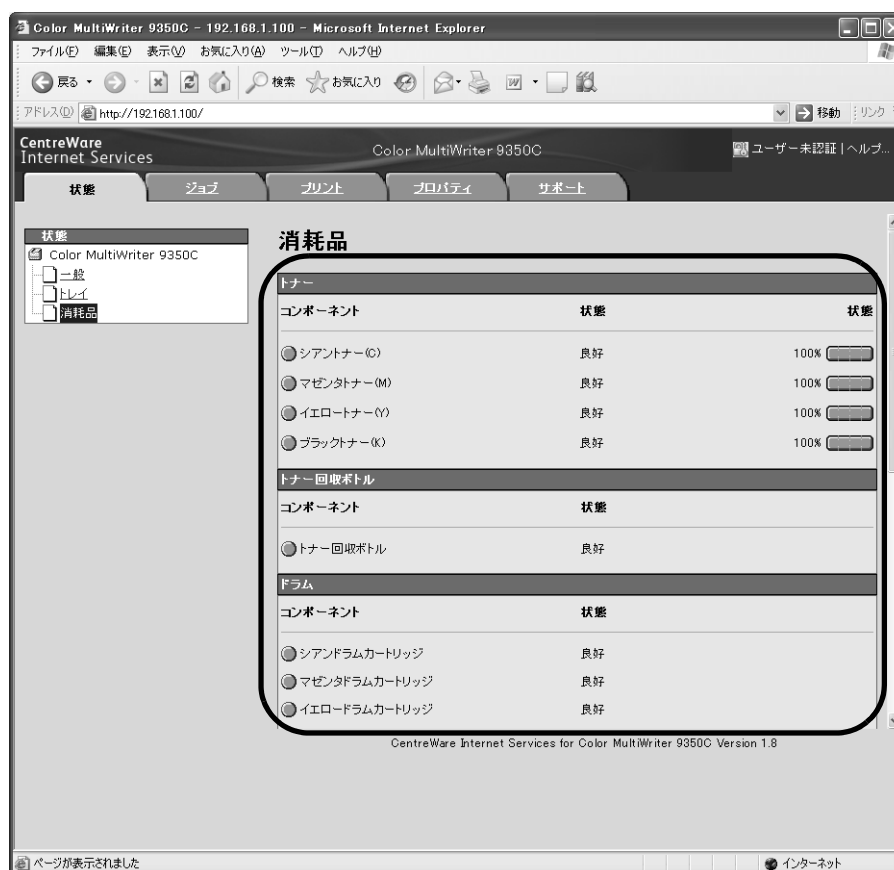 Color MultiWriter 9350C - 192.168.1.100 - Microsoft Internet Explorer
ファイル(F) 編集(E) 表示(V) お気に入り(A) ツール(T) ヘルプ(H)
戻る 検索 お気に入り
アドレス(D) http://192.168.1.100/ 移動 リンク
CentreWare
Internet Services
Color MultiWriter 9350C
ユーザー未認証 | ヘルプ...
状態 ジョブ プリント プロパティ サポート
状態
Color MultiWriter 9350C
一般
トレイ
消耗品
消耗品
トナー
コンポーネント 状態 状態
シアントナー(C) 良好 100%
マゼンタトナー(M) 良好 100%
イエロートナー(Y) 良好 100%
ブラックトナー(K) 良好 100%
トナー回収ボトル
コンポーネント 状態
トナー回収ボトル 良好
ドラム
コンポーネント 状態
シアンドラムカートリッジ 良好
マゼンタドラムカートリッジ 良好
イエロードラムカートリッジ 良好
CentreWare Internet Services for Color MultiWriter 9350C Version 1.8
ページが表示されました インターネット